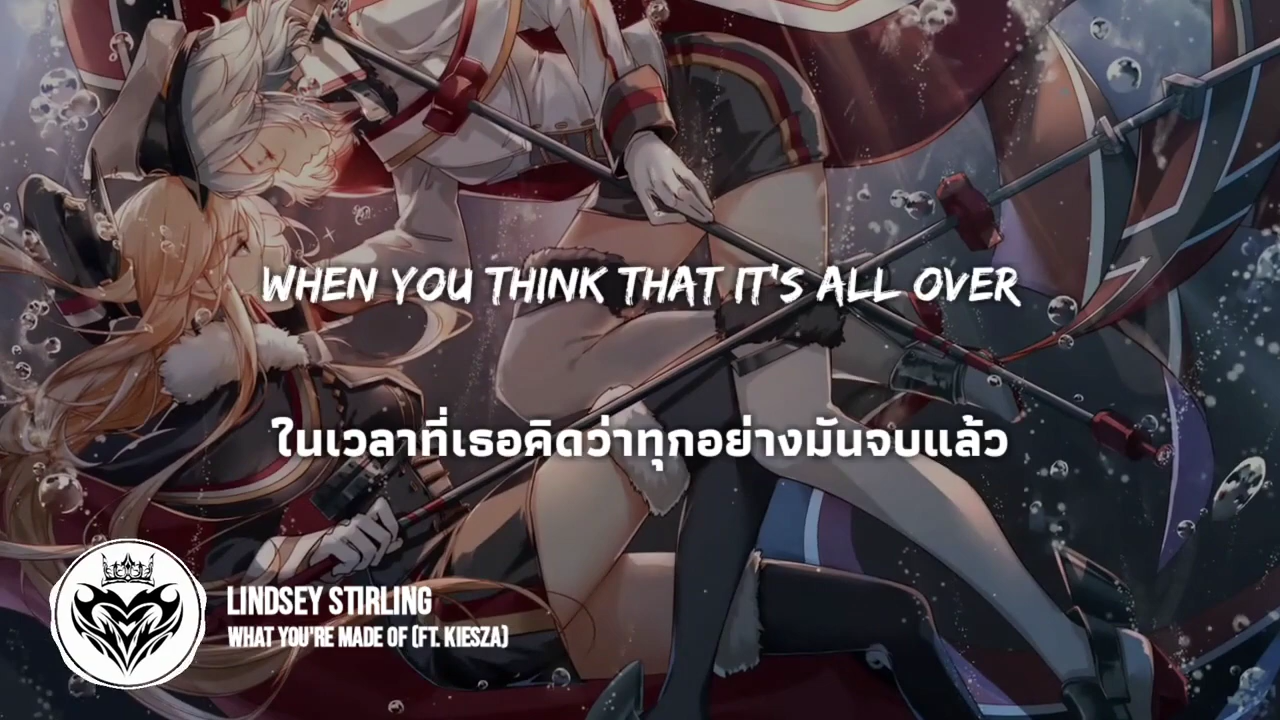 WHEN YOU THINK THAT IT'S ALL OVER
ในเวลาที่เธอคิดว่าทุกอย่างมันจบแล้ว
LINDSEY STIRLING
WHAT YOU'RE MADE OF (FT. KIESZA)